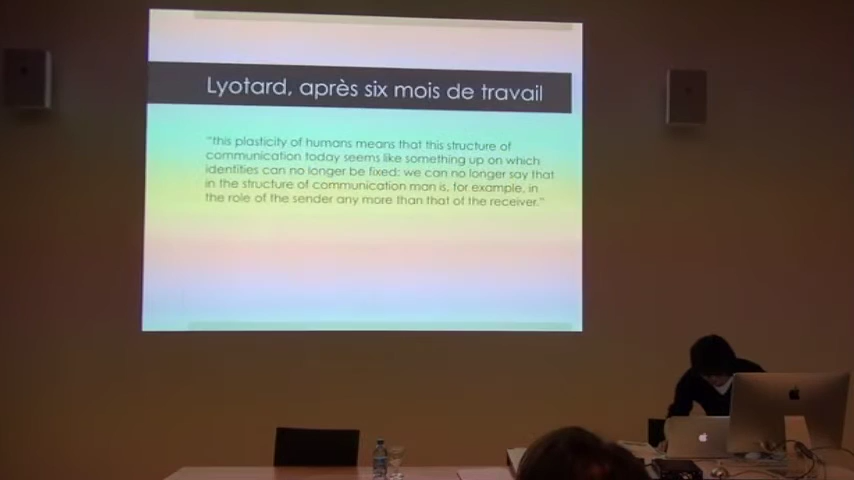 Lyotard, après six mois de travail
"this plasticity of humans means that this structure of
communication today seems like something up on which
identities can no longer be fixed: we can no longer say that
in the structure of communication man is, for example, in
the role of the sender any more than that of the receiver."